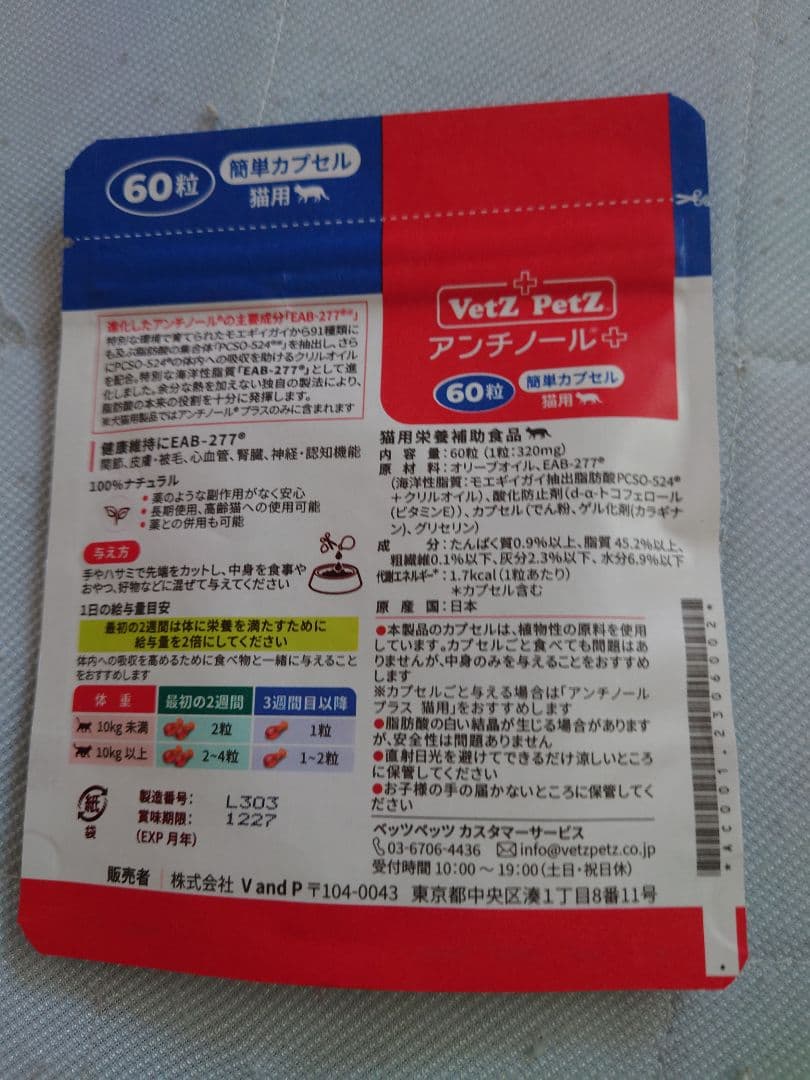 60粒
簡単カプセル
猫用
VetZ PetZ
アンチノール®+
60粒
簡単カプセル
猫用
進化したアンチノール®の主要成分「EAB-277®※」
特別な環境で育てられたモエギイガイから91種類に
も及ぶ脂肪酸の集合体「PCSO-524®※」を抽出し、さら
にPCSO-524®の体内への吸収を助けるクリルオイル
を配合。特別な海洋性脂質「EAB-277®」として進
化しました。余分な熱を加えない独自の製法により、
脂肪酸の本来の役割を十分に発揮します。
※犬猫用製品ではアンチノール®プラスのみに含まれます
健康維持にEAB-277®
関節、皮膚・被毛、心血管、腎臓、神経・認知機能
100%ナチュラル
•薬のような副作用がなく安心
•長期使用、高齢猫への使用可能
•薬との併用も可能
与え方
手やハサミで先端をカットし、中身を食事や
おやつ、好物などに混ぜて与えてください
1日の給与量目安
最初の2週間は体に栄養を満たすために
給与量を2倍にしてください
体内への吸収を高めるために食べ物と一緒に与えること
をおすすめします
体重 最初の2週間 3週間目以降
10kg 未満 2粒 1粒
10kg 以上 2~4粒 1~2粒
紙
袋
製造番号: L303
賞味期限: 1227
(EXP 月年)
猫用栄養補助食品
内容量:60粒(1粒:320mg)
原材料:オリーブオイル、EAB-277®
(海洋性脂質:モエギイガイ抽出脂肪酸PCSO-524®
+クリルオイル)、酸化防止剤(d-α-トコフェロール
(ビタミンE))、カプセル(でん粉、ゲル化剤(カラギナ
ン)、グリセリン)
成分:たんぱく質0.9%以上、脂質45.2%以上、
粗繊維0.1%以下、灰分2.3%以下、水分6.9%以下
代謝エネルギー*:1.7kcal(1粒あたり)
*カプセル含む
原産国:日本
●本製品のカプセルは、植物性の原料を使用
しています。カプセルごと食べても問題はあ
りませんが、中身のみを与えることをおすすめ
します
※カプセルごと与える場合は「アンチノール
プラス 猫用」をおすすめします
●脂肪酸の白い結晶が生じる場合があります
が、安全性は問題ありません
●直射日光を避けてできるだけ涼しいところ
に保管してください
●お子様の手の届かないところに保管してく
ださい
ベッツペッツ カスタマーサービス
03-6706-4436 info@vetzpetz.co.jp
受付時間 10:00 ~ 19:00(土日・祝日休)
販売者 株式会社 V and P 〒104-0043 東京都中央区湊1丁目8番11号
*AC001.2306002*